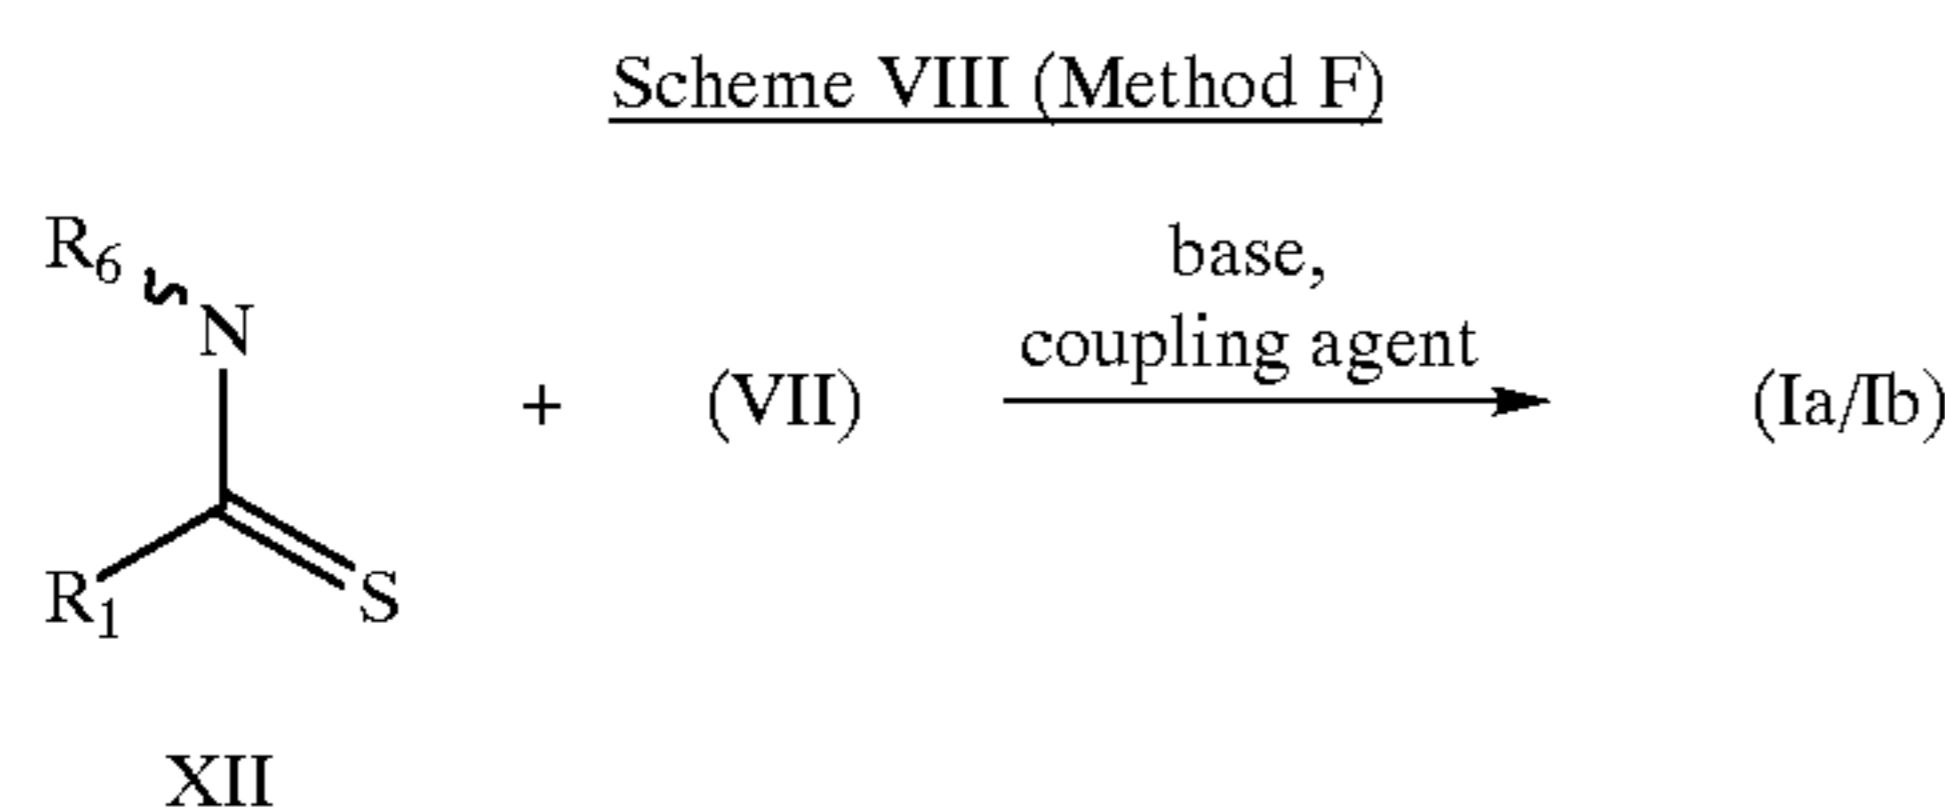 Scheme VIII (Method F)
R6
N
R1
S
XII
+
(VII)
base,
coupling agent
(Ia/Ib)